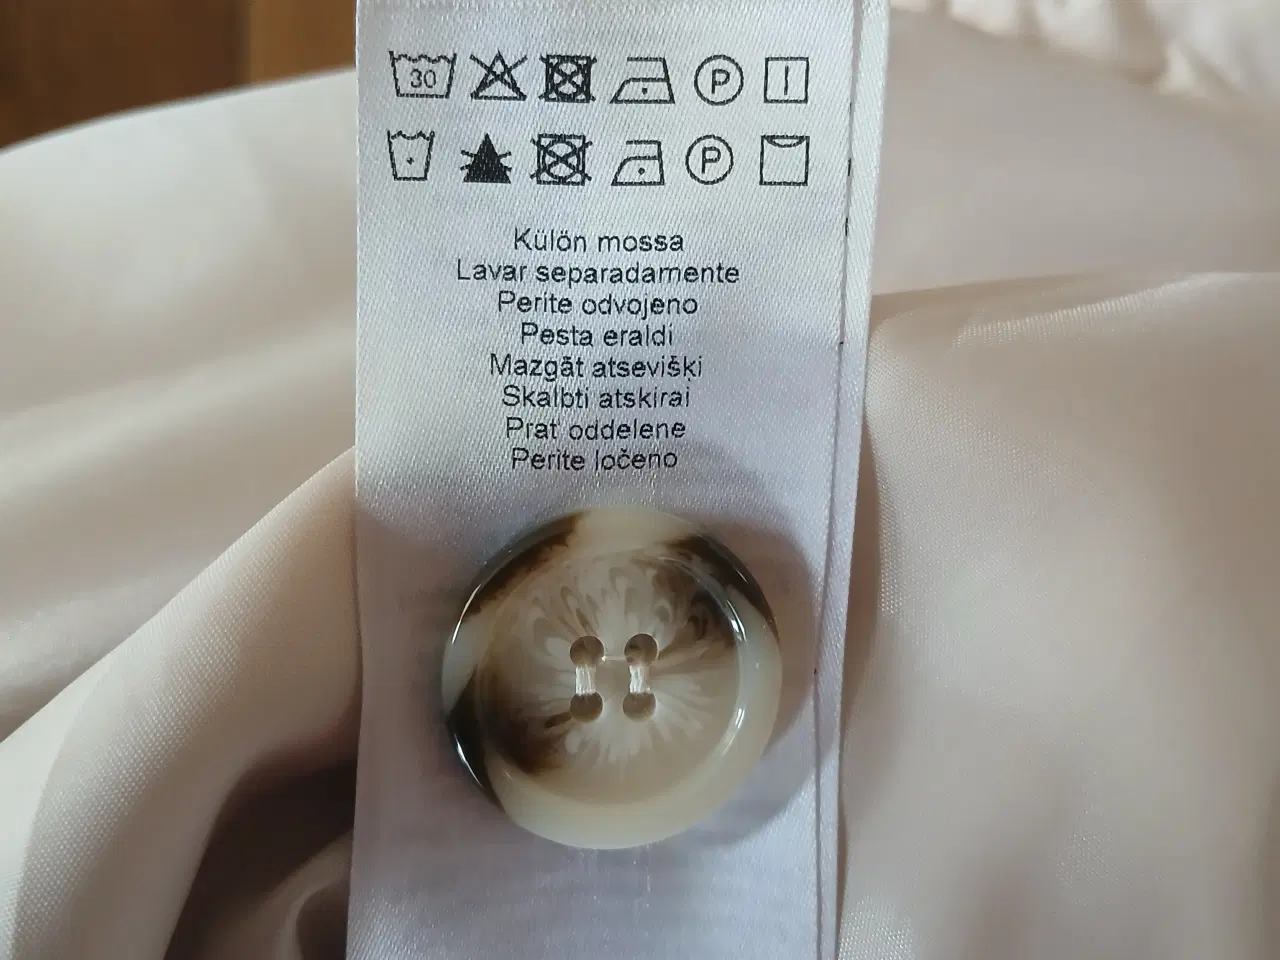 30 P
P
Külön mossa
Lavar separadamente
Perite odvojeno
Pesta eraldi
Mazgāt atsevišķi
Skalbti atskirai
Prať oddelene
Perite ločeno